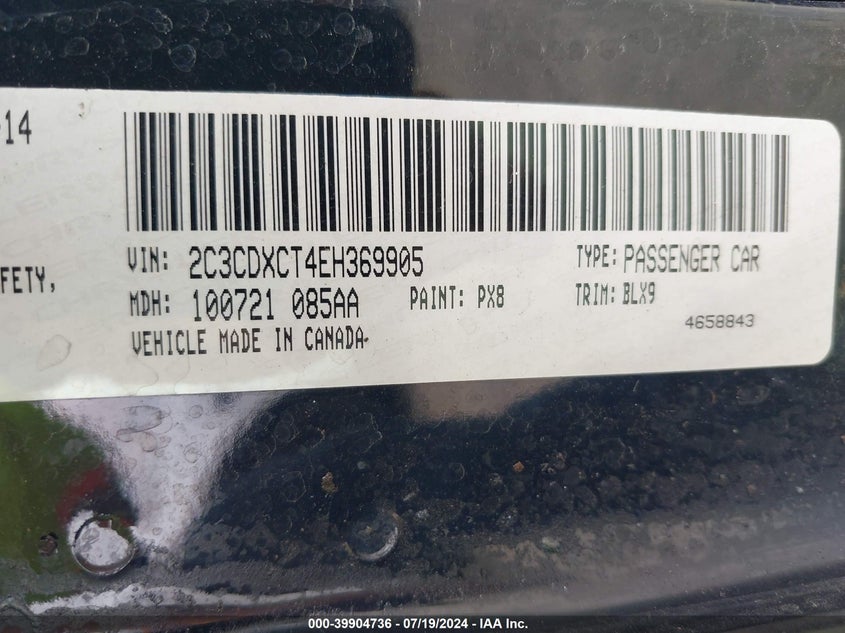 -14
VIN: 2C3CDXCT4EH369905 TYPE: PASSENGER CAR
FETY,
MDH: 100721 085AA PAINT: PX8 TRIM: BLX9
4658843
VEHICLE MADE IN CANADA
000-39904736 - 07/19/2024 - IAA Inc.